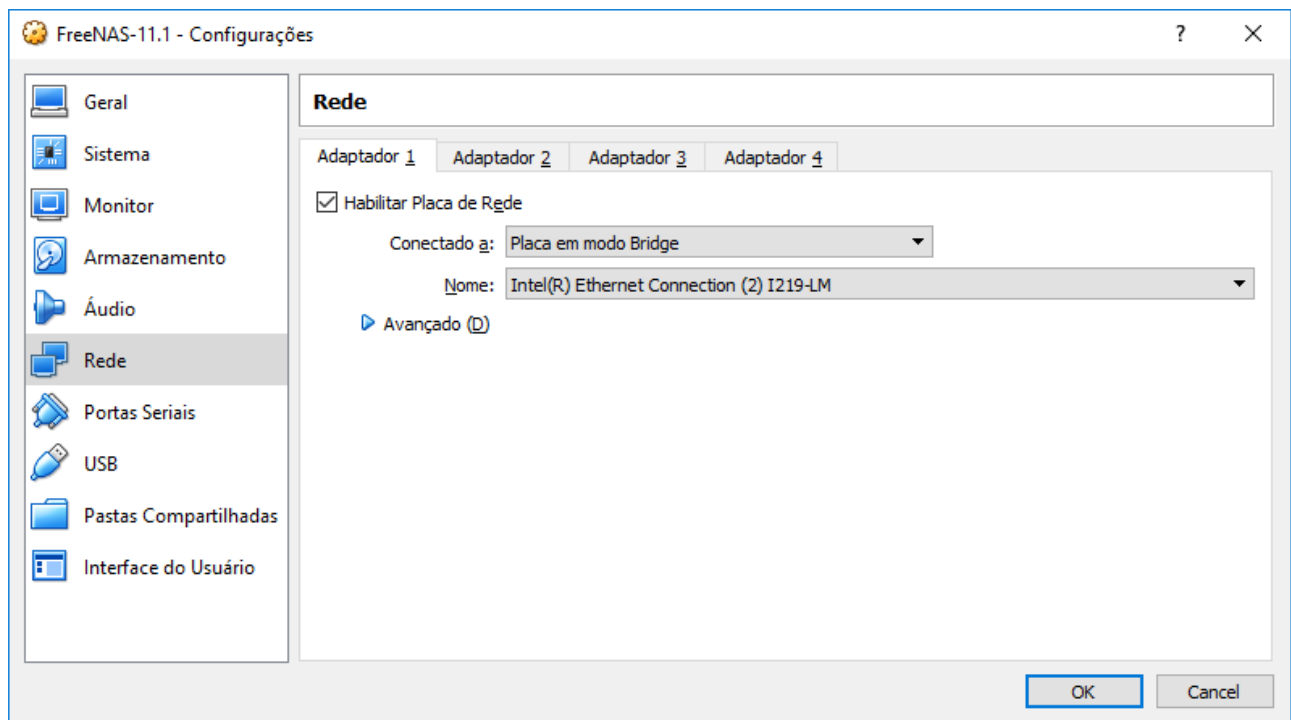 FreeNAS-11.1 - Configurações
?
Geral
Sistema
Monitor
Armazenamento
Áudio
Rede
Portas Seriais
USB
Pastas Compartilhadas
Interface do Usuário
Rede
Adaptador 1 Adaptador 2 Adaptador 3 Adaptador 4
Habilitar Placa de Rede
Conectado a: Placa em modo Bridge
Nome: Intel(R) Ethernet Connection (2) I219-LM
Avançado (D)
OK Cancel